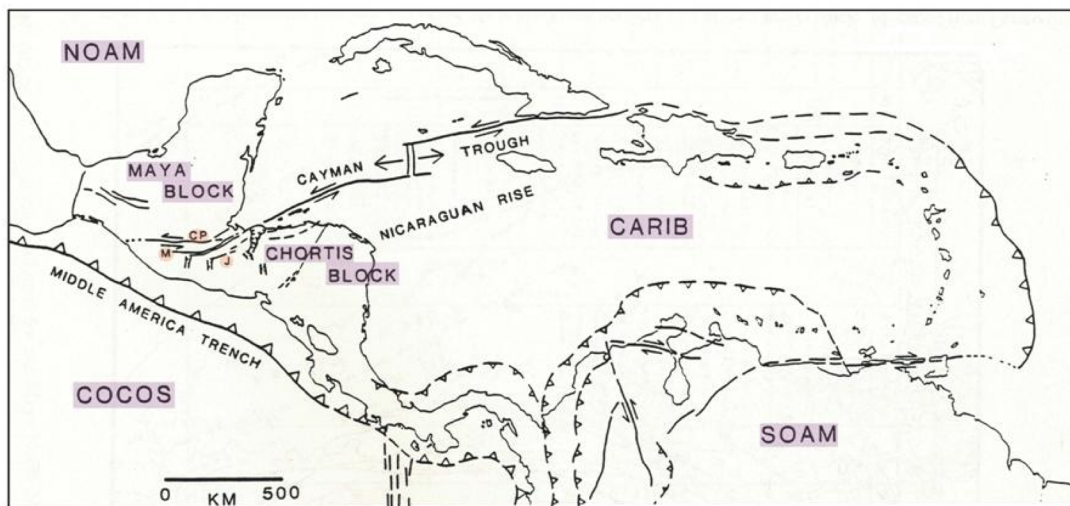 NOAM
MAYA
BLOCK
CAYMAN
TROUGH
NICARAGUAN RISE
CARIB
CP
M
J
CHORTIS
BLOCK
MIDDLE AMERICA TRENCH
COCOS
SOAM
0 500
KM